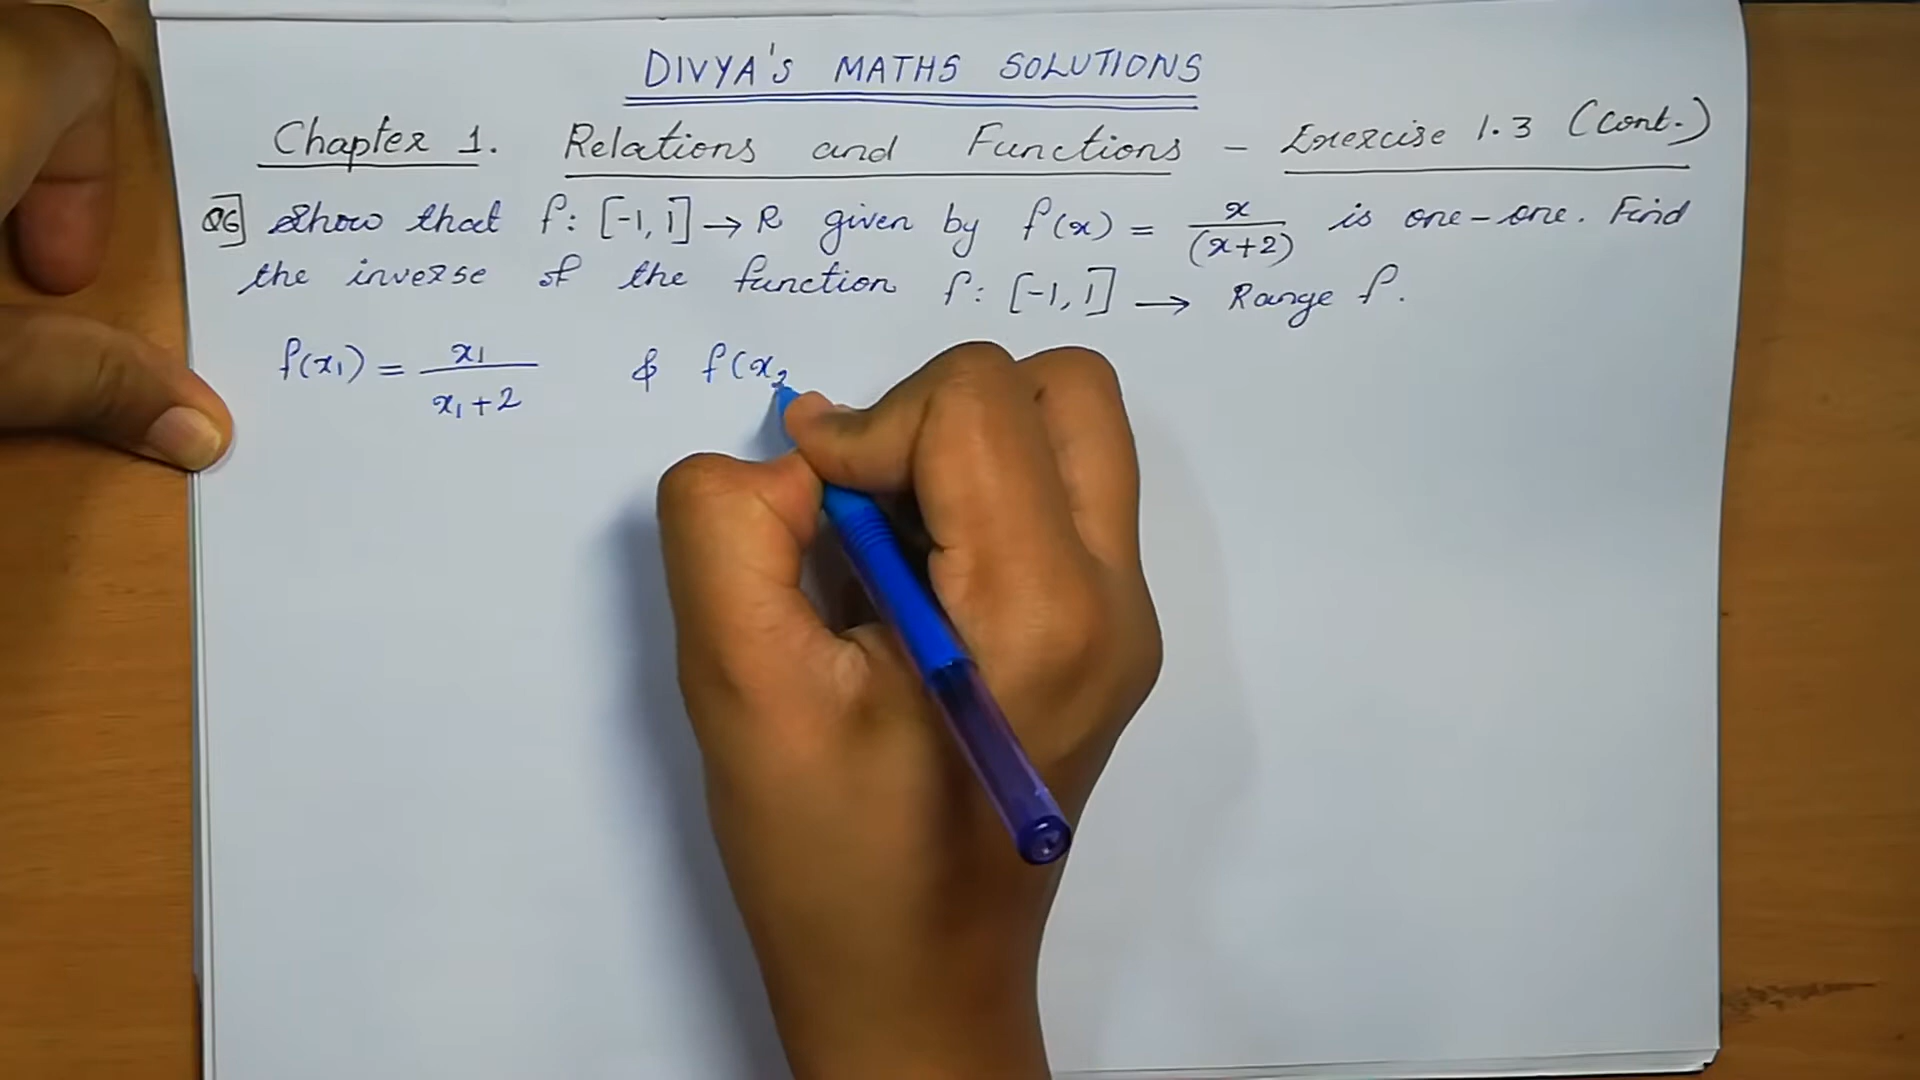 DIVYA'S MATHS SOLUTIONS
Chapter 1. Relations and Functions - Exercise 1.3 (Cont.)
Q6] Show that f: [-1, 1] → R given by f(x) = x/(x+2) is one-one. Find
the inverse of the function f: [-1, 1] → Range f.
f(x₁) = x₁/x₁+2 & f(x₂